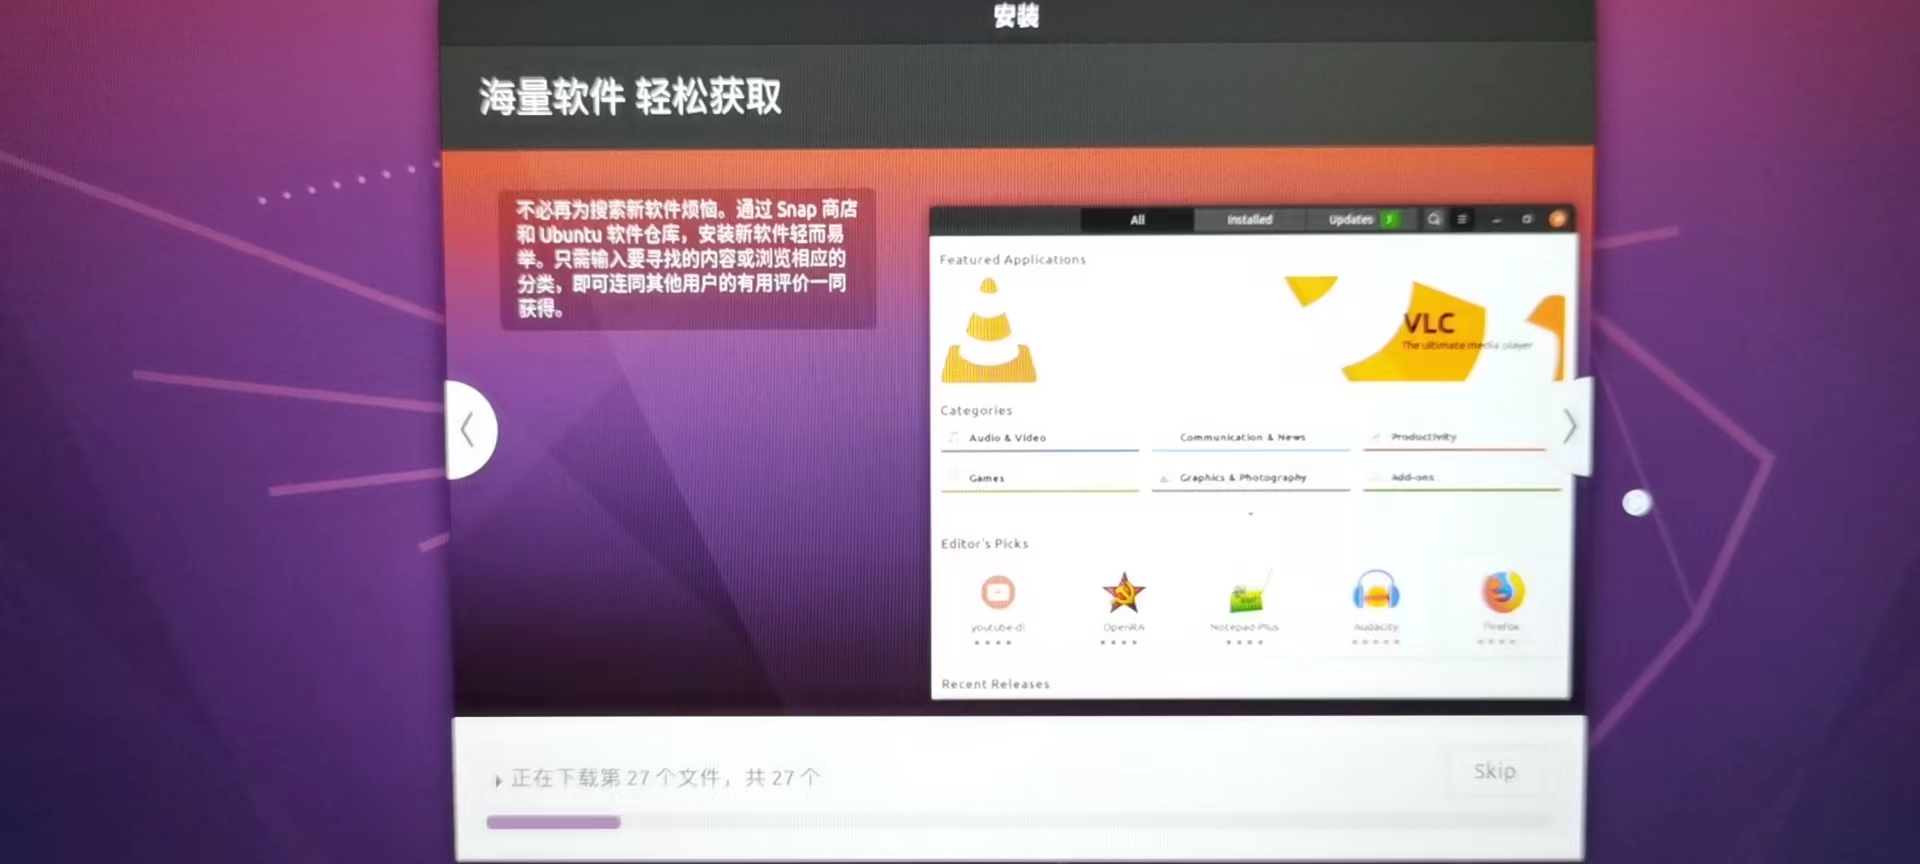 安装
海量软件 轻松获取
不必再为搜索新软件烦恼。通过 Snap 商店
和 Ubuntu 软件仓库，安装新软件轻而易
举。只需输入要寻找的内容或浏览相应的
分类，即可连同其他用户的有用评价一同
获得。
All
Installed
Updates
Featured Applications
VLC
The ultimate media player
Categories
Audio & Video
Communication & News
Productivity
Games
Graphics & Photography
Add-ons
Editor's Picks
youtube-dl
OpenRA
Notepad-Plus
Audacity
Firefox
Recent Releases
正在下载第 27 个文件，共 27 个
Skip